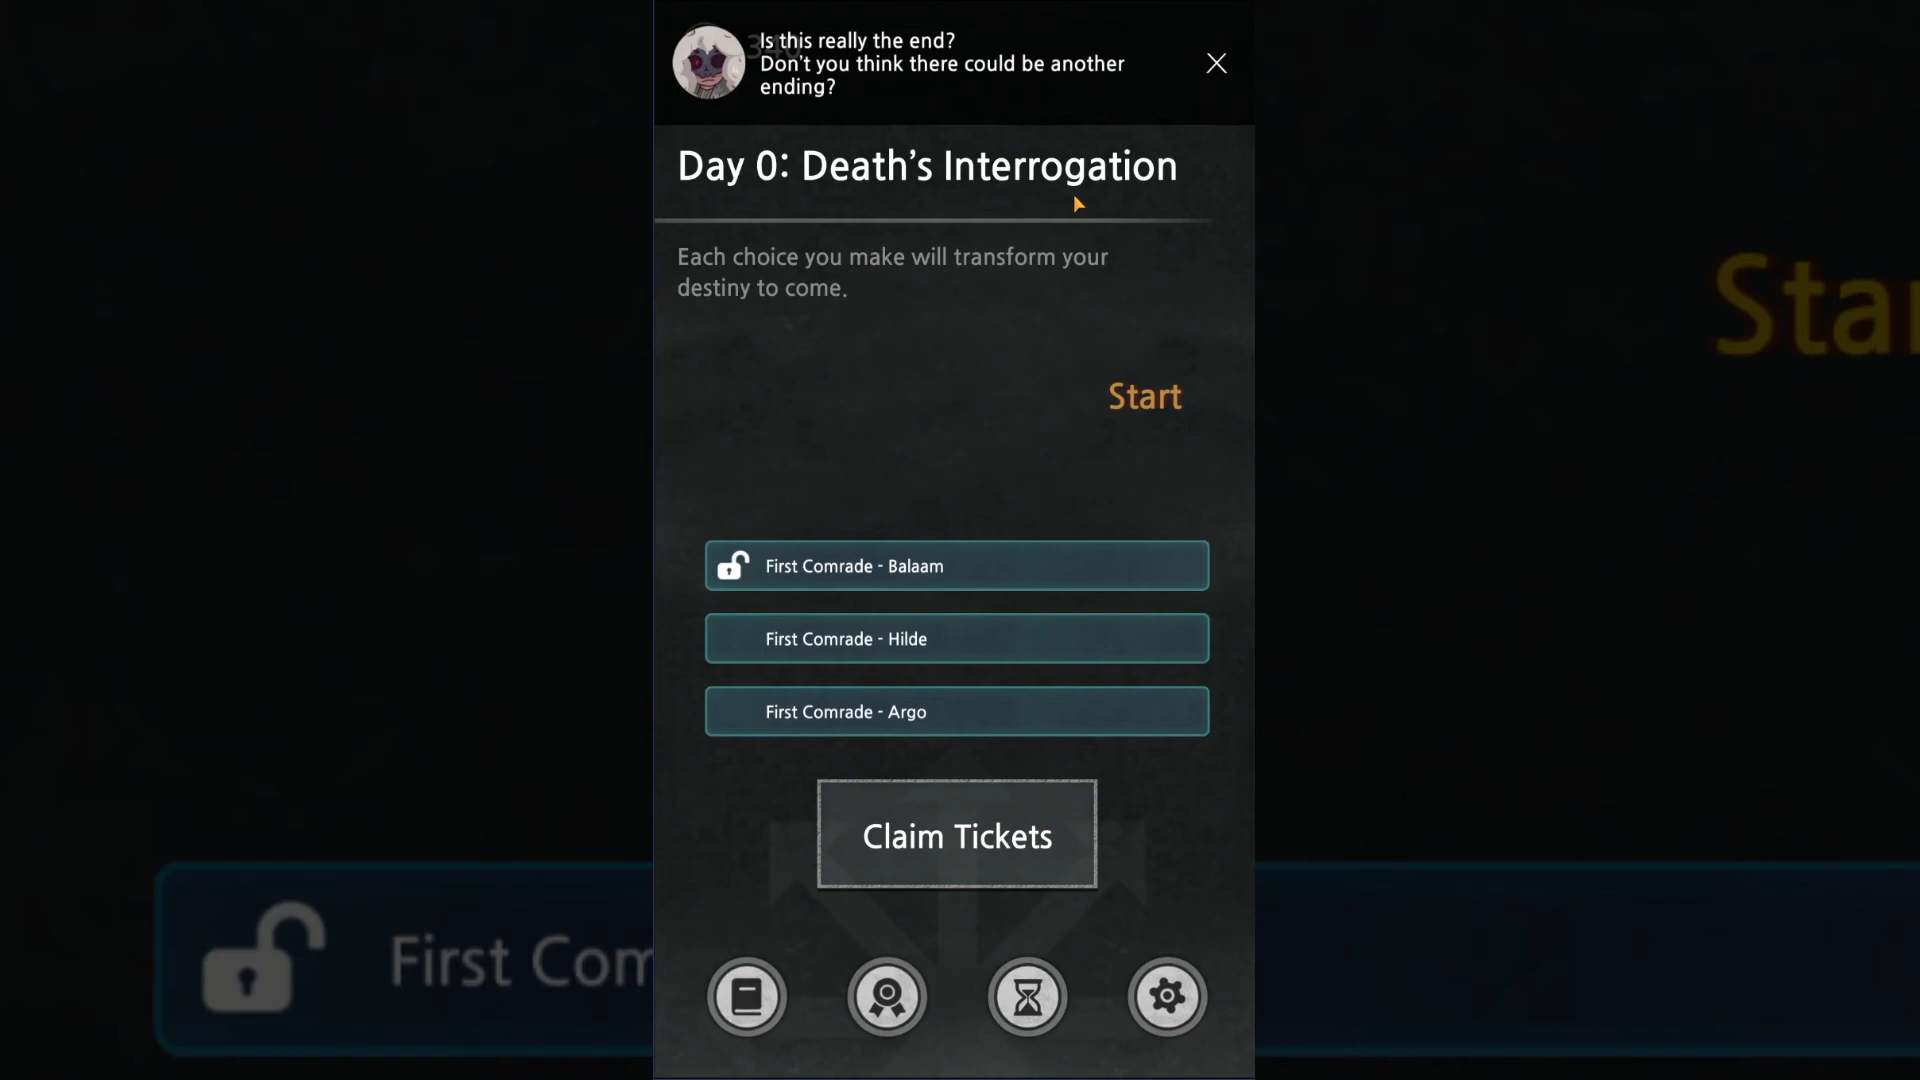 Is this really the end?
Don't you think there could be another
ending?
Day 0: Death's Interrogation
Each choice you make will transform your
destiny to come.
Start
First Comrade - Balaam
First Comrade - Hilde
First Comrade - Argo
Claim Tickets
Star
First Com